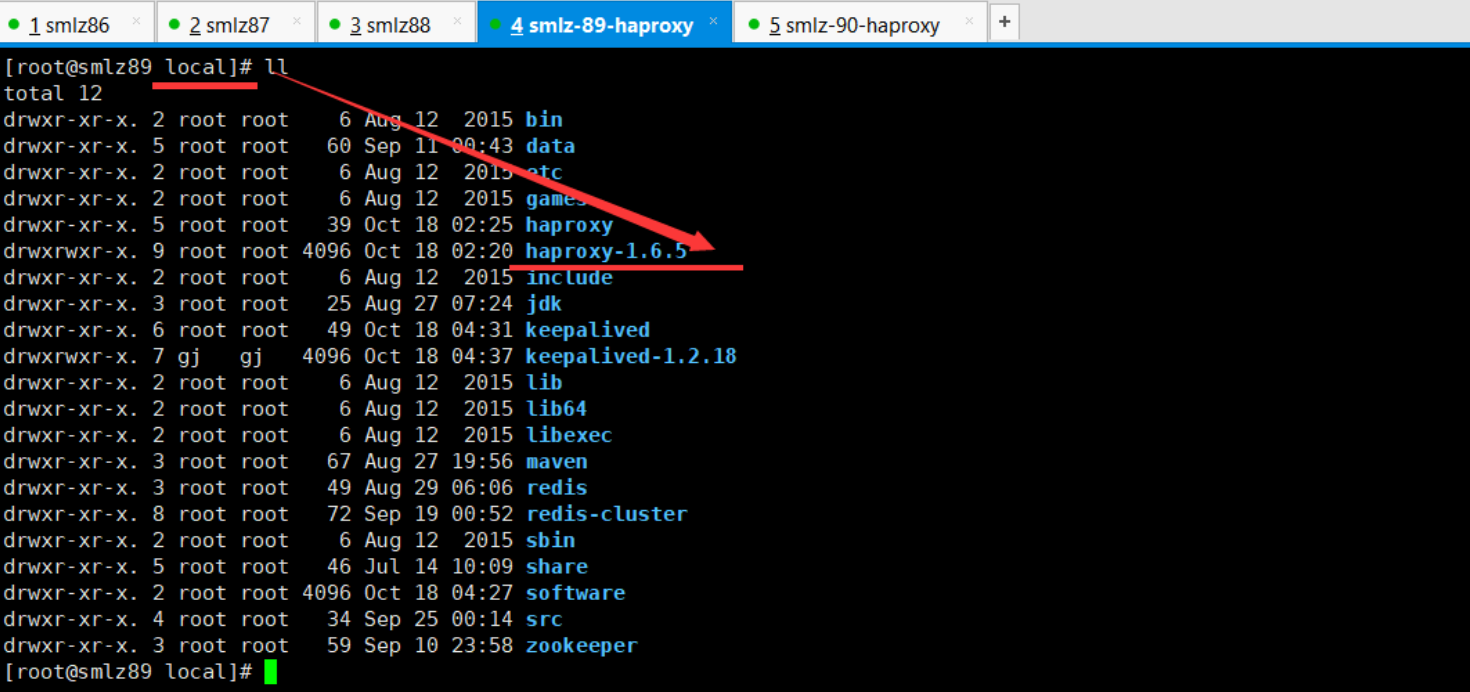 1 smlz86 × 2 smlz87 × 3 smlz88 × 4 smlz-89-haproxy × 5 smlz-90-haproxy × +
[root@smlz89 local]# ll
total 12
drwxr-xr-x. 2 root root    6 Aug 12  2015 bin
drwxr-xr-x. 5 root root   60 Sep 11 00:43 data
drwxr-xr-x. 2 root root    6 Aug 12  2015 etc
drwxr-xr-x. 2 root root    6 Aug 12  2015 games
drwxr-xr-x. 5 root root   39 Oct 18 02:25 haproxy
drwxrwxr-x. 9 root root 4096 Oct 18 02:20 haproxy-1.6.5
drwxr-xr-x. 2 root root    6 Aug 12  2015 include
drwxr-xr-x. 3 root root   25 Aug 27 07:24 jdk
drwxr-xr-x. 6 root root   49 Oct 18 04:31 keepalived
drwxrwxr-x. 7 gj   gj   4096 Oct 18 04:37 keepalived-1.2.18
drwxr-xr-x. 2 root root    6 Aug 12  2015 lib
drwxr-xr-x. 2 root root    6 Aug 12  2015 lib64
drwxr-xr-x. 2 root root    6 Aug 12  2015 libexec
drwxr-xr-x. 3 root root   67 Aug 27 19:56 maven
drwxr-xr-x. 3 root root   49 Aug 29 06:06 redis
drwxr-xr-x. 8 root root   72 Sep 19 00:52 redis-cluster
drwxr-xr-x. 2 root root    6 Aug 12  2015 sbin
drwxr-xr-x. 5 root root   46 Jul 14 10:09 share
drwxr-xr-x. 2 root root 4096 Oct 18 04:27 software
drwxr-xr-x. 4 root root   34 Sep 25 00:14 src
drwxr-xr-x. 3 root root   59 Sep 10 23:58 zookeeper
[root@smlz89 local]#